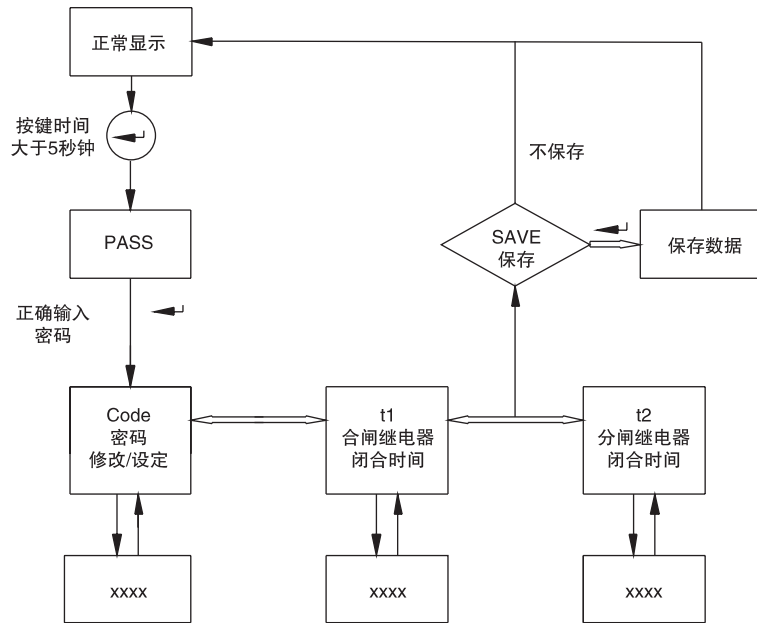 正常显示
按键时间
大于5秒钟
不保存
PASS
SAVE
保存
保存数据
正确输入
密码
Code
密码
修改/设定
t1
合闸继电器
闭合时间
t2
分闸继电器
闭合时间
xxxx
xxxx
xxxx